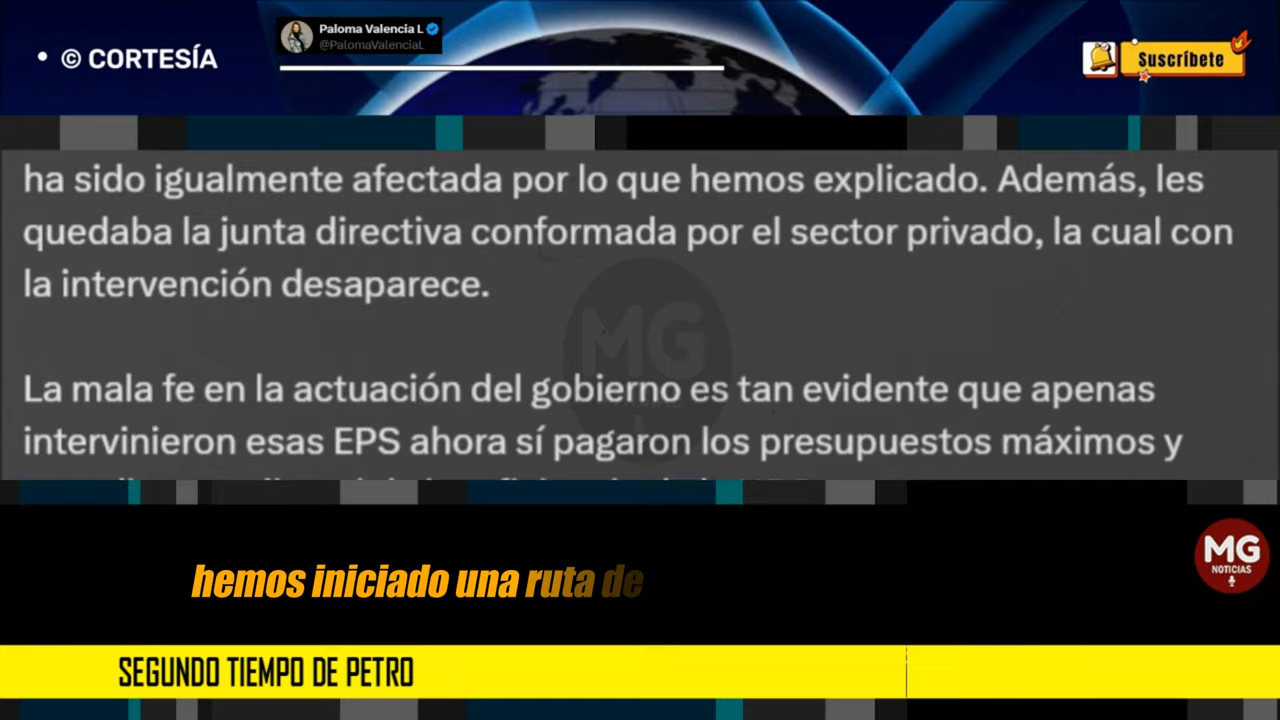 • © CORTESÍA
Paloma Valencia L
@PalomaValenciaL
Suscríbete
ha sido igualmente afectada por lo que hemos explicado. Además, les
quedaba la junta directiva conformada por el sector privado, la cual con
la intervención desaparece.
La mala fe en la actuación del gobierno es tan evidente que apenas
intervinieron esas EPS ahora sí pagaron los presupuestos máximos y
MG
hemos iniciado una ruta de
MG
NOTICIAS
SEGUNDO TIEMPO DE PETRO